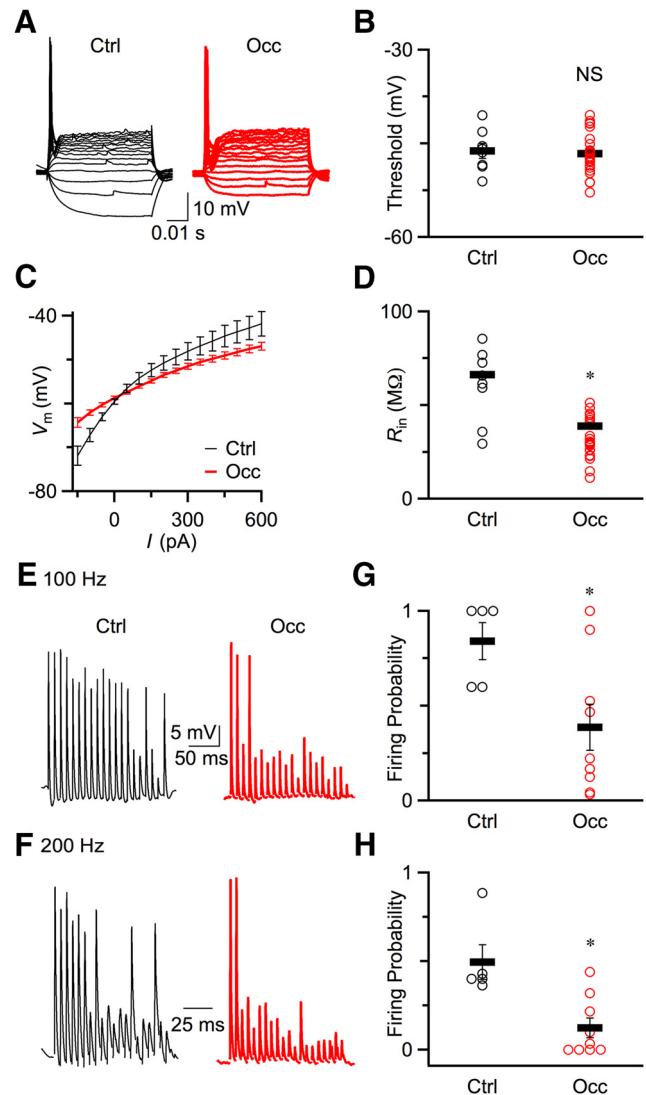 A
Ctrl
Occ
10 mV
0.01 s
B
-30
NS
Threshold (mV)
-60
Ctrl
Occ
C
-40
Vm (mV)
Ctrl
Occ
-80
0
300
600
I (pA)
D
100
*
Rin (MΩ)
0
Ctrl
Occ
E 100 Hz
Ctrl
Occ
5 mV
50 ms
G
*
1
Firing Probability
0
Ctrl
Occ
F 200 Hz
25 ms
H
1
*
Firing Probability
0
Ctrl
Occ